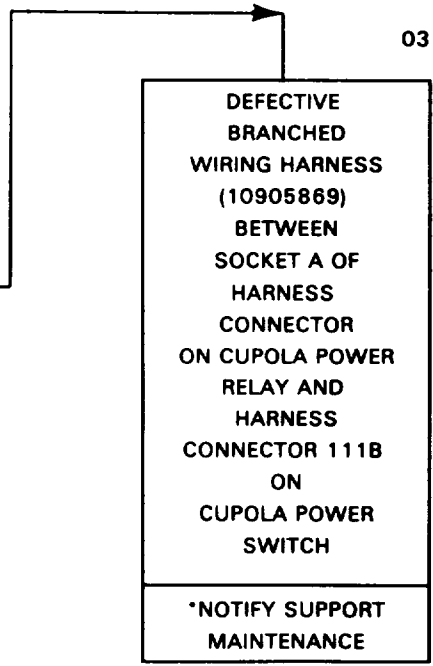 03
DEFECTIVE
BRANCHED
WIRING HARNESS
(10905869)
BETWEEN
SOCKET A OF
HARNESS
CONNECTOR
ON CUPOLA POWER
RELAY AND
HARNESS
CONNECTOR 111B
ON
CUPOLA POWER
SWITCH
*NOTIFY SUPPORT
MAINTENANCE